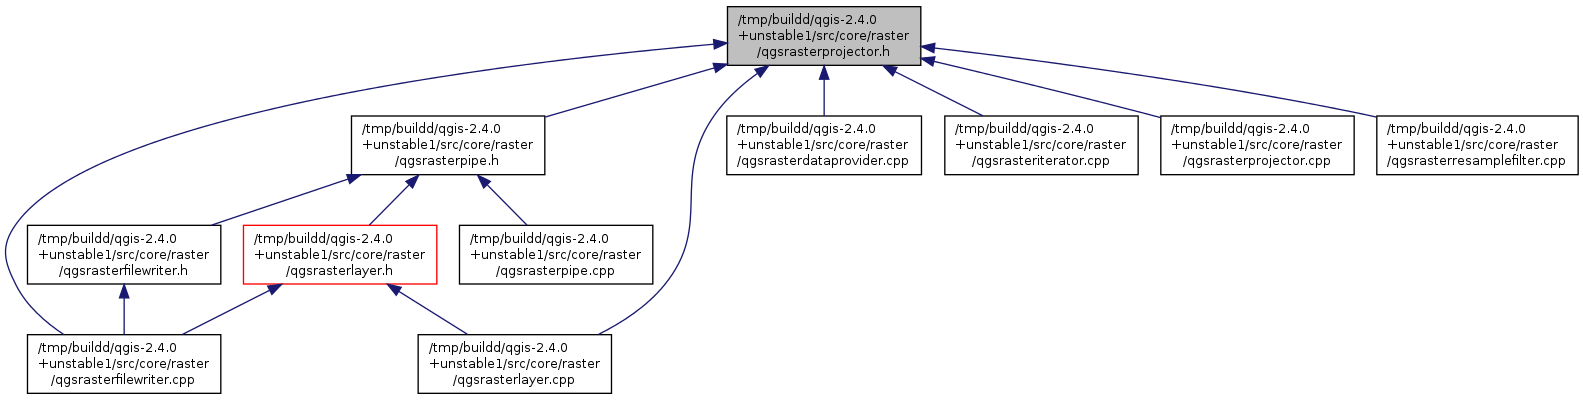 /tmp/buildd/qgis-2.4.0
+unstable1/src/core/raster
/qgsrasterprojector.h
/tmp/buildd/qgis-2.4.0
+unstable1/src/core/raster
/qgsrasterpipe.h
/tmp/buildd/qgis-2.4.0
+unstable1/src/core/raster
/qgsrasterdataprovider.cpp
/tmp/buildd/qgis-2.4.0
+unstable1/src/core/raster
/qgsrasteriterator.cpp
/tmp/buildd/qgis-2.4.0
+unstable1/src/core/raster
/qgsrasterprojector.cpp
/tmp/buildd/qgis-2.4.0
+unstable1/src/core/raster
/qgsrasterresamplefilter.cpp
/tmp/buildd/qgis-2.4.0
+unstable1/src/core/raster
/qgsrasterfilewriter.h
/tmp/buildd/qgis-2.4.0
+unstable1/src/core/raster
/qgsrasterlayer.h
/tmp/buildd/qgis-2.4.0
+unstable1/src/core/raster
/qgsrasterpipe.cpp
/tmp/buildd/qgis-2.4.0
+unstable1/src/core/raster
/qgsrasterfilewriter.cpp
/tmp/buildd/qgis-2.4.0
+unstable1/src/core/raster
/qgsrasterlayer.cpp